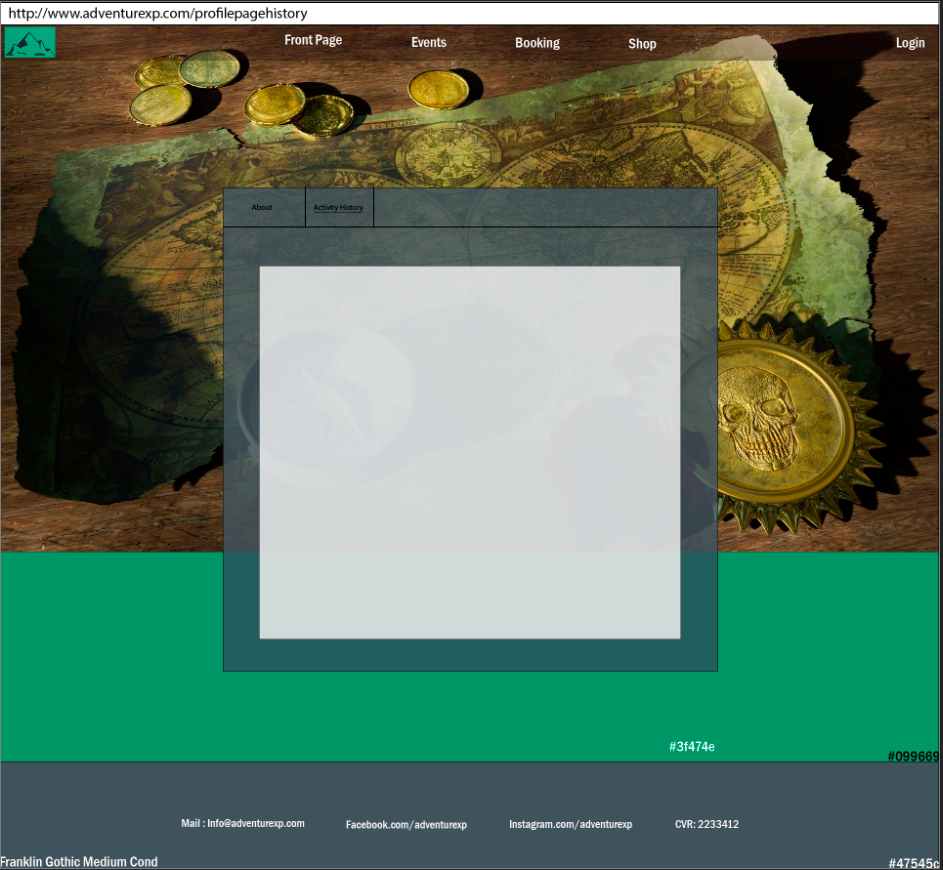 http://www.adventurexp.com/profilepagehistory
Front Page Events Booking Shop Login
About Activity History
#3f474e
#099669
Mail : Info@adventurexp.com Facebook.com/adventurexp Instagram.com/adventurexp CVR: 2233412
Franklin Gothic Medium Cond #47545c